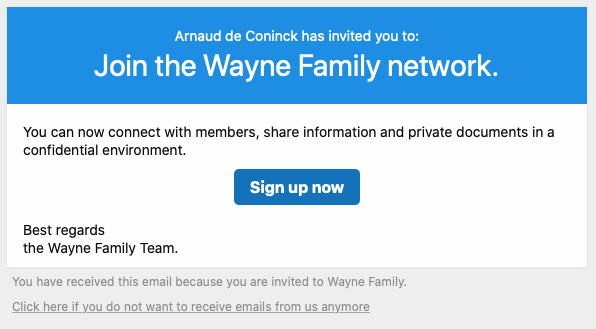 Arnaud de Coninck has invited you to:
Join the Wayne Family network.
You can now connect with members, share information and private documents in a
confidential environment.
Sign up now
Best regards
the Wayne Family Team.
You have received this email because you are invited to Wayne Family.
Click here if you do not want to receive emails from us anymore